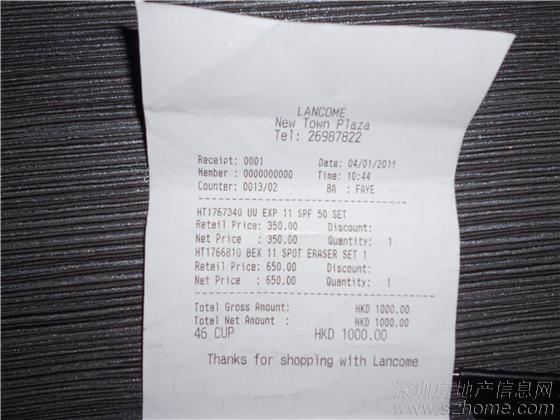 LANCOME
New Town Plaza
Tel: 26987822
Receipt: 0001 Date: 04/01/2011
Member : 0000000000 Time: 10:44
Counter: 0013/02 BA : FAYE
HT1767340 UV EXP 11 SPF 50 SET
Retail Price: 350.00 Discount:
Net Price : 350.00 Quantity: 1
HT1766810 BEX 11 SPOT ERASER SET 1
Retail Price: 650.00 Discount:
Net Price : 650.00 Quantity: 1
Total Gross Amount: HKD 1000.00
Total Net Amount : HKD 1000.00
46 CUP HKD 1000.00
Thanks for shopping with Lancome
深圳房地产信息网
www.szhome.com